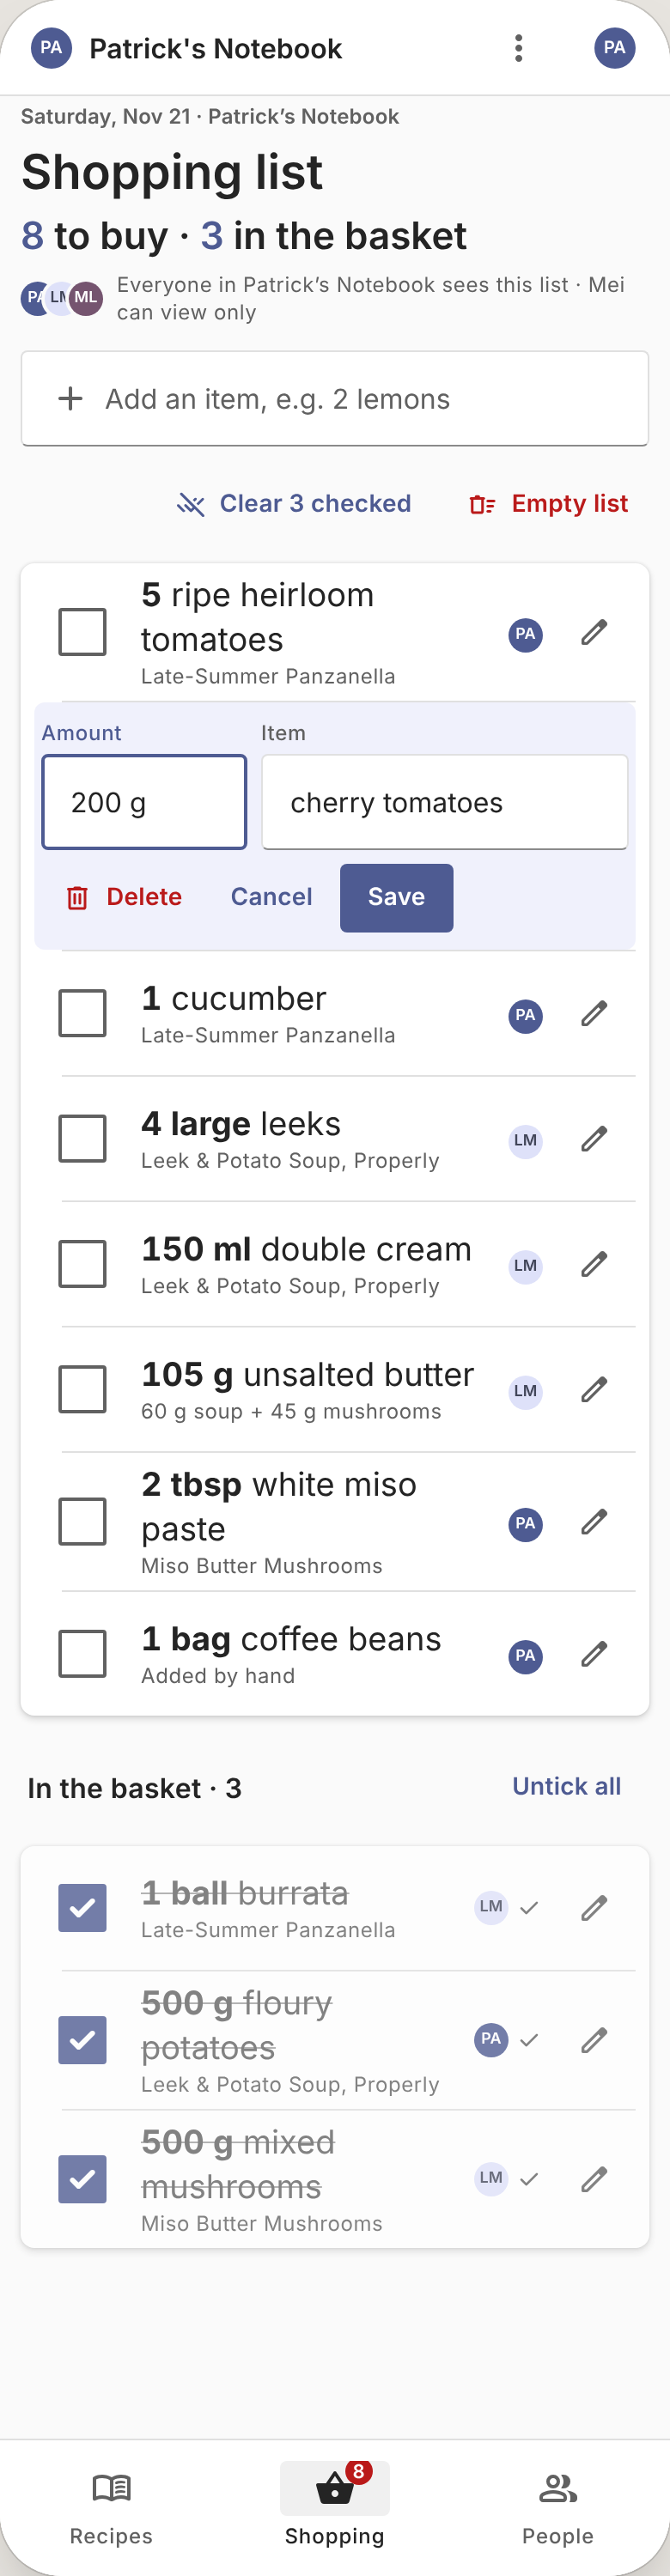 PA Patrick's Notebook PA
Saturday, Nov 21 · Patrick’s Notebook
Shopping list
8 to buy · 3 in the basket
PA LM ML
Everyone in Patrick’s Notebook sees this list · Mei
can view only
Add an item, e.g. 2 lemons
Clear 3 checked Empty list
5 ripe heirloom
tomatoes
PA
Late-Summer Panzanella
Amount Item
200 g cherry tomatoes
Delete Cancel Save
1 cucumber
PA
Late-Summer Panzanella
4 large leeks
LM
Leek & Potato Soup, Properly
150 ml double cream
LM
Leek & Potato Soup, Properly
105 g unsalted butter
LM
60 g soup + 45 g mushrooms
2 tbsp white miso
paste
PA
Miso Butter Mushrooms
1 bag coffee beans
PA
Added by hand
In the basket · 3 Untick all
1 ball burrata
LM
Late-Summer Panzanella
500 g floury
potatoes
PA
Leek & Potato Soup, Properly
500 g mixed
mushrooms
LM
Miso Butter Mushrooms
8
Recipes Shopping People